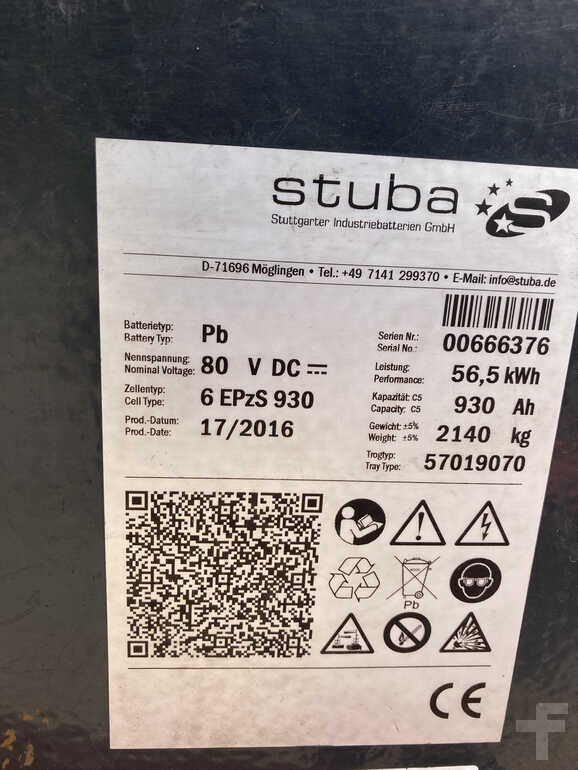 stuba
Stuttgarter Industriebatterien GmbH
D-71696 Möglingen • Tel.: +49 7141 299370 • E-Mail: info@stuba.de
Batterietyp:
Battery Type: Pb
Nennspannung:
Nominal Voltage: 80 V DC
Zellentyp:
Cell Type: 6 EPzS 930
Prod.-Datum:
Prod.-Date: 17/2016
Serien Nr.:
Serial No.: 00666376
Leistung:
Performance: 56,5 kWh
Kapazität: C5
Capacity: C5 930 Ah
Gewicht: ±5%
Weight: ±5% 2140 kg
Trogtyp:
Tray Type: 57019070
Pb
CE